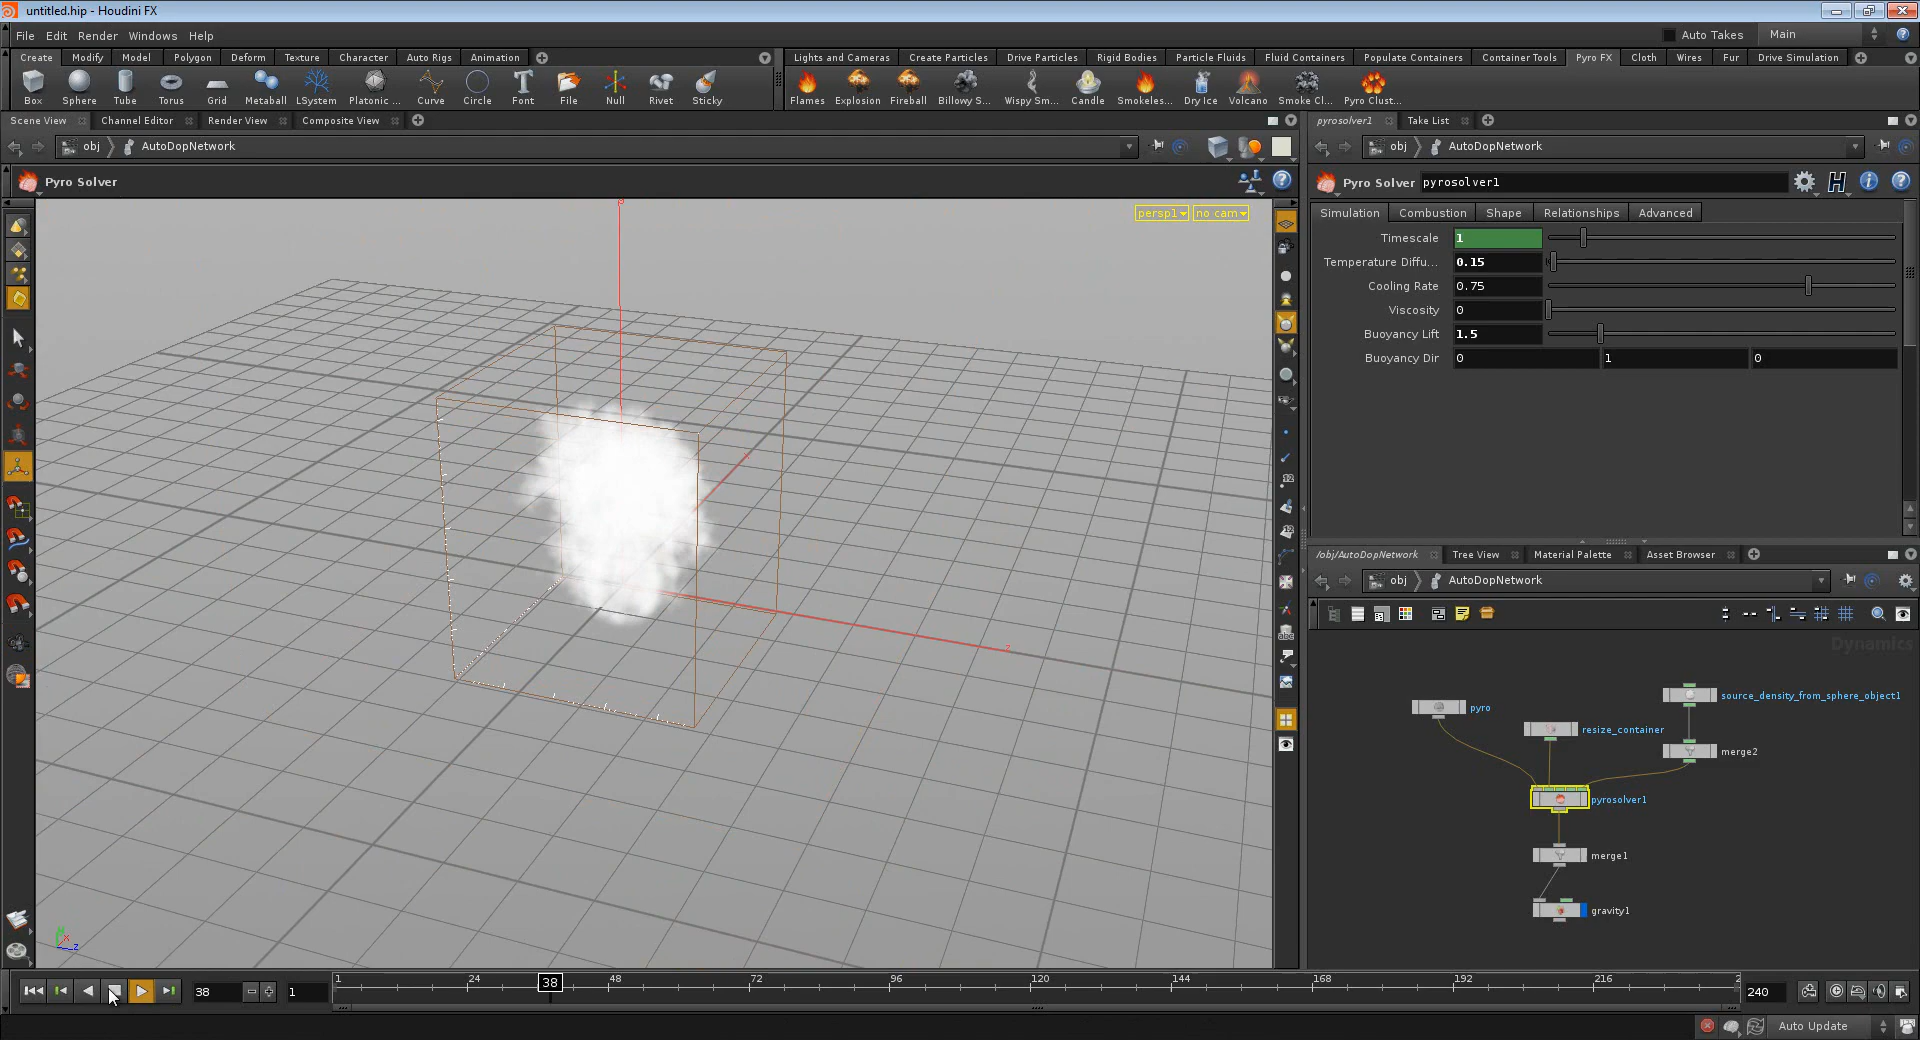 untitled.hip - Houdini FX
File Edit Render Windows Help
Auto Takes Main
Create Modify Model Polygon Deform Texture Character Auto Rigs Animation
Lights and Cameras Create Particles Drive Particles Rigid Bodies Particle Fluids Fluid Containers Populate Containers Container Tools Pyro FX Cloth Wires Fur Drive Simulation
Box Sphere Tube Torus Grid Metaball LSystem Platonic ... Curve Circle Font File Null Rivet Sticky
Flames Explosion Fireball Billowy S... Wispy Sm... Candle Smokeles... Dry Ice Volcano Smoke Cl... Pyro Clust...
Scene View Channel Editor Render View Composite View
pyrosolver1 Take List
obj AutoDopNetwork
obj AutoDopNetwork
Pyro Solver
Pyro Solver pyrosolver1
persp1 no cam
Simulation Combustion Shape Relationships Advanced
Timescale 1
Temperature Diffu... 0.15
Cooling Rate 0.75
Viscosity 0
Buoyancy Lift 1.5
Buoyancy Dir 0 1 0
/obj/AutoDopNetwork Tree View Material Palette Asset Browser
obj AutoDopNetwork
Dynamics
source_density_from_sphere_object1
pyro
resize_container
merge2
pyrosolver1
merge1
gravity1
z
38 1
1 24 38 48 72 96 120 144 168 192 216 2
240
Auto Update